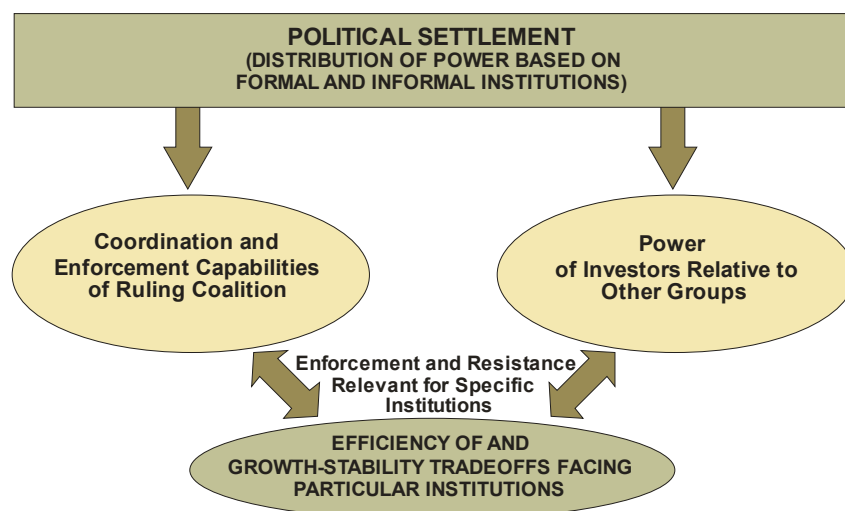 POLITICAL SETTLEMENT
(DISTRIBUTION OF POWER BASED ON
FORMAL AND INFORMAL INSTITUTIONS)
Coordination and
Enforcement Capabilities
of Ruling Coalition
Power
of Investors Relative to
Other Groups
Enforcement and Resistance
Relevant for Specific
Institutions
EFFICIENCY OF AND
GROWTH-STABILITY TRADEOFFS FACING
PARTICULAR INSTITUTIONS